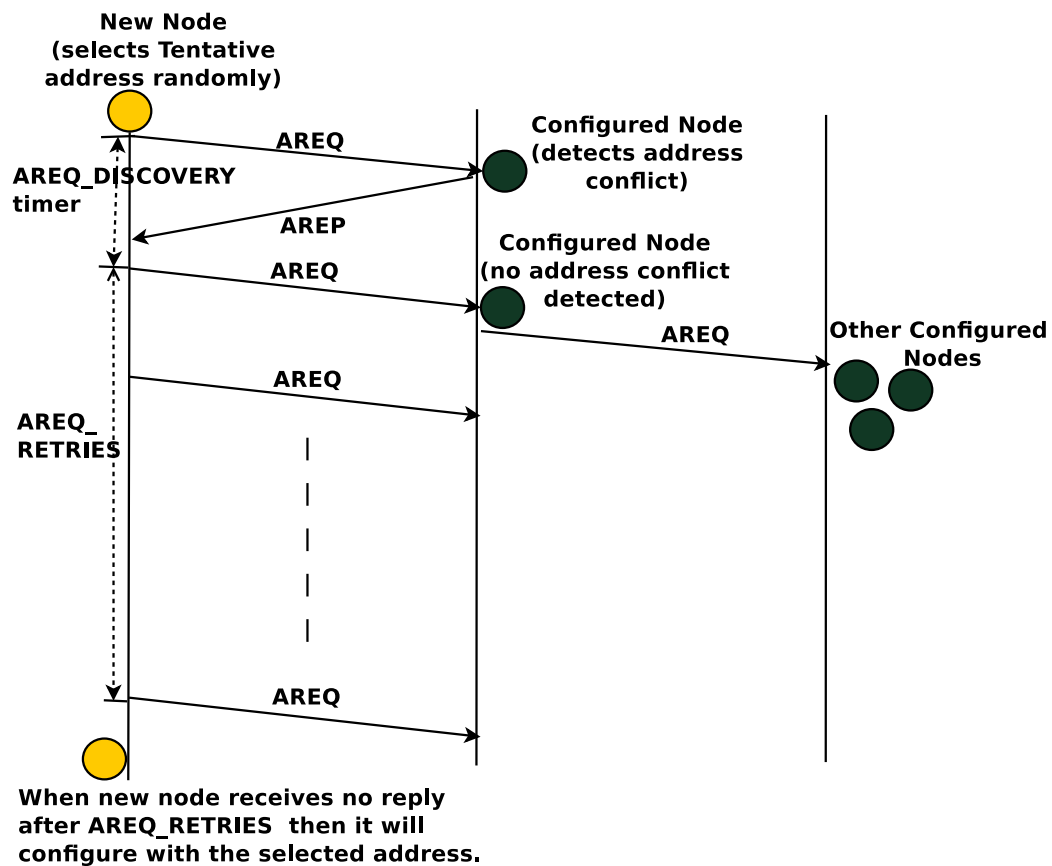 New Node
(selects Tentative
address randomly)
AREQ
Configured Node
(detects address
conflict)
AREQ_DISCOVERY
timer
AREP
Configured Node
(no address conflict
detected)
AREQ
AREQ
Other Configured
Nodes
AREQ
AREQ_
RETRIES
AREQ
When new node receives no reply
after AREQ_RETRIES  then it will
configure with the selected address.